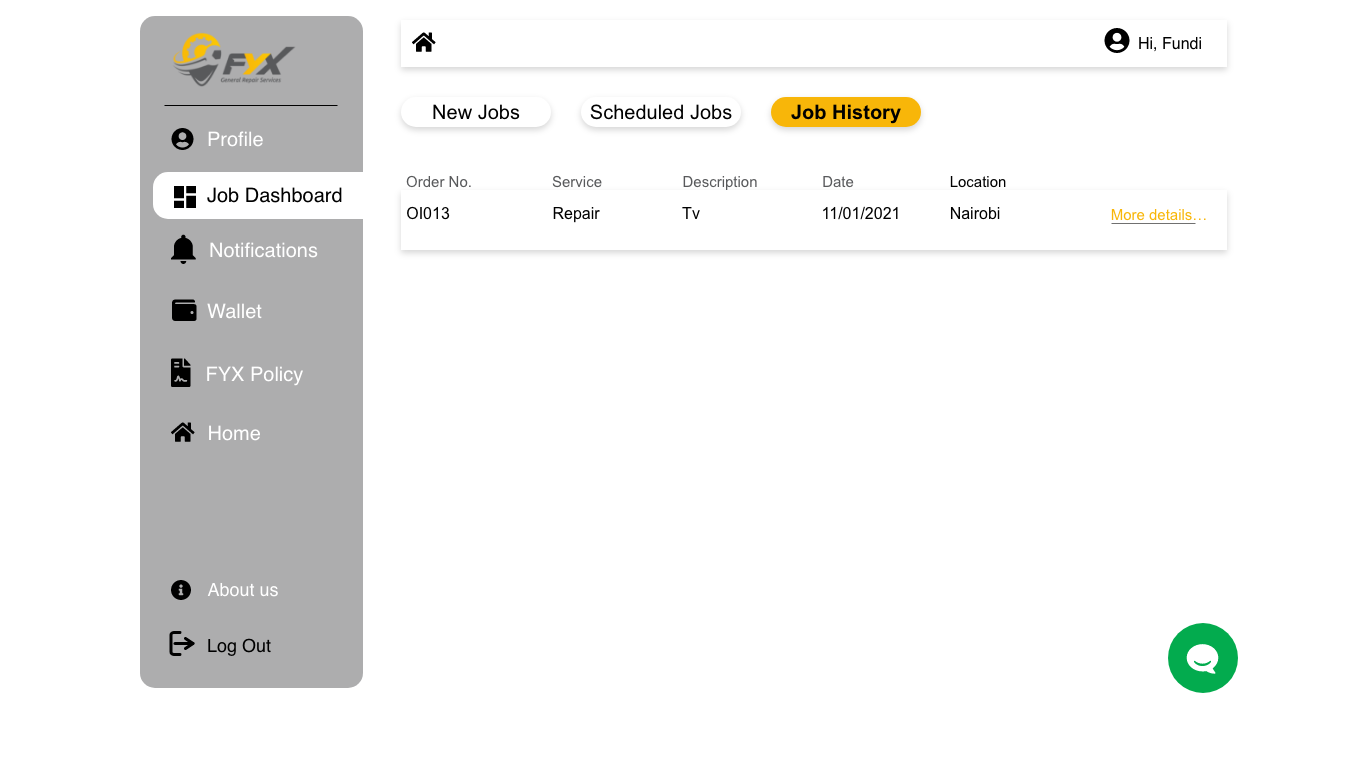 FYX
General Repair Services
Profile
Job Dashboard
Notifications
Wallet
FYX Policy
Home
About us
Log Out
Hi, Fundi
New Jobs Scheduled Jobs Job History
Order No. Service Description Date Location
OI013 Repair Tv 11/01/2021 Nairobi More details…